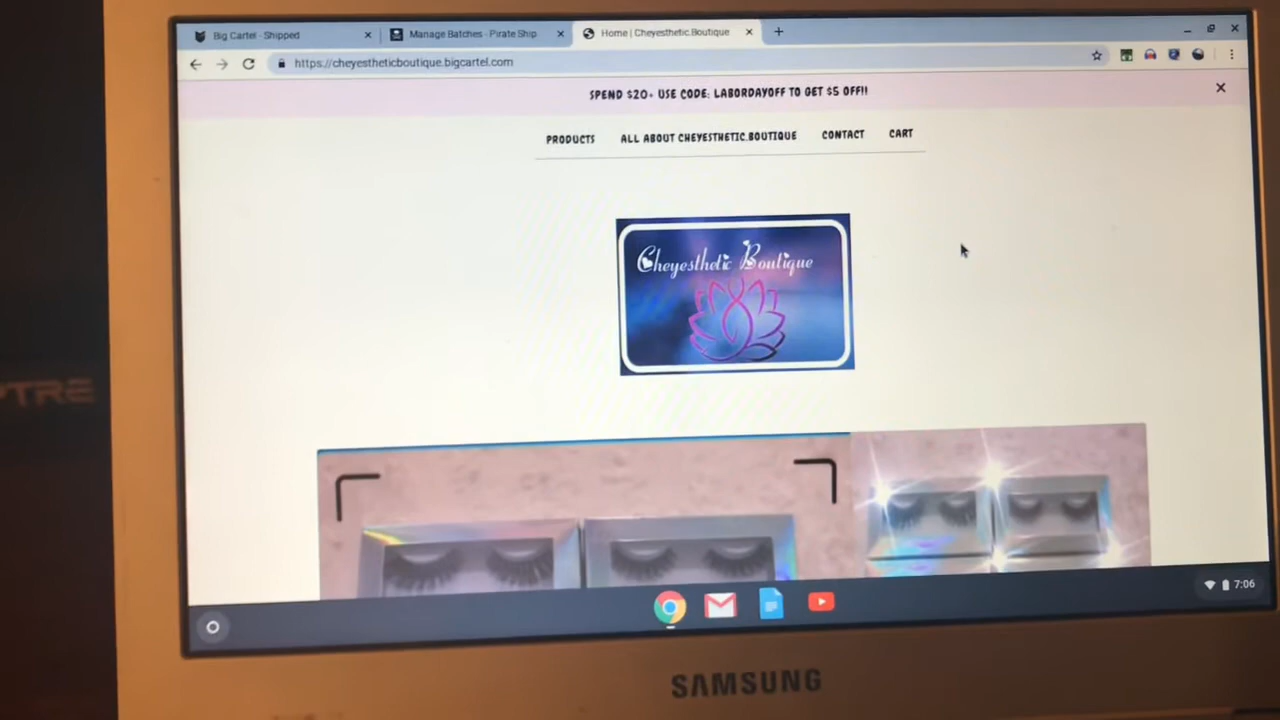 Big Cartel - Shipped
Manage Batches - Pirate Ship
Home | Cheyesthetic.Boutique
https://cheyestheticboutique.bigcartel.com
SPEND $20+ USE CODE: LABORDAYOFF TO GET $5 OFF!!
PRODUCTS ALL ABOUT CHEYESTHETIC.BOUTIQUE CONTACT CART
Cheyesthetic Boutique
7:06
SAMSUNG